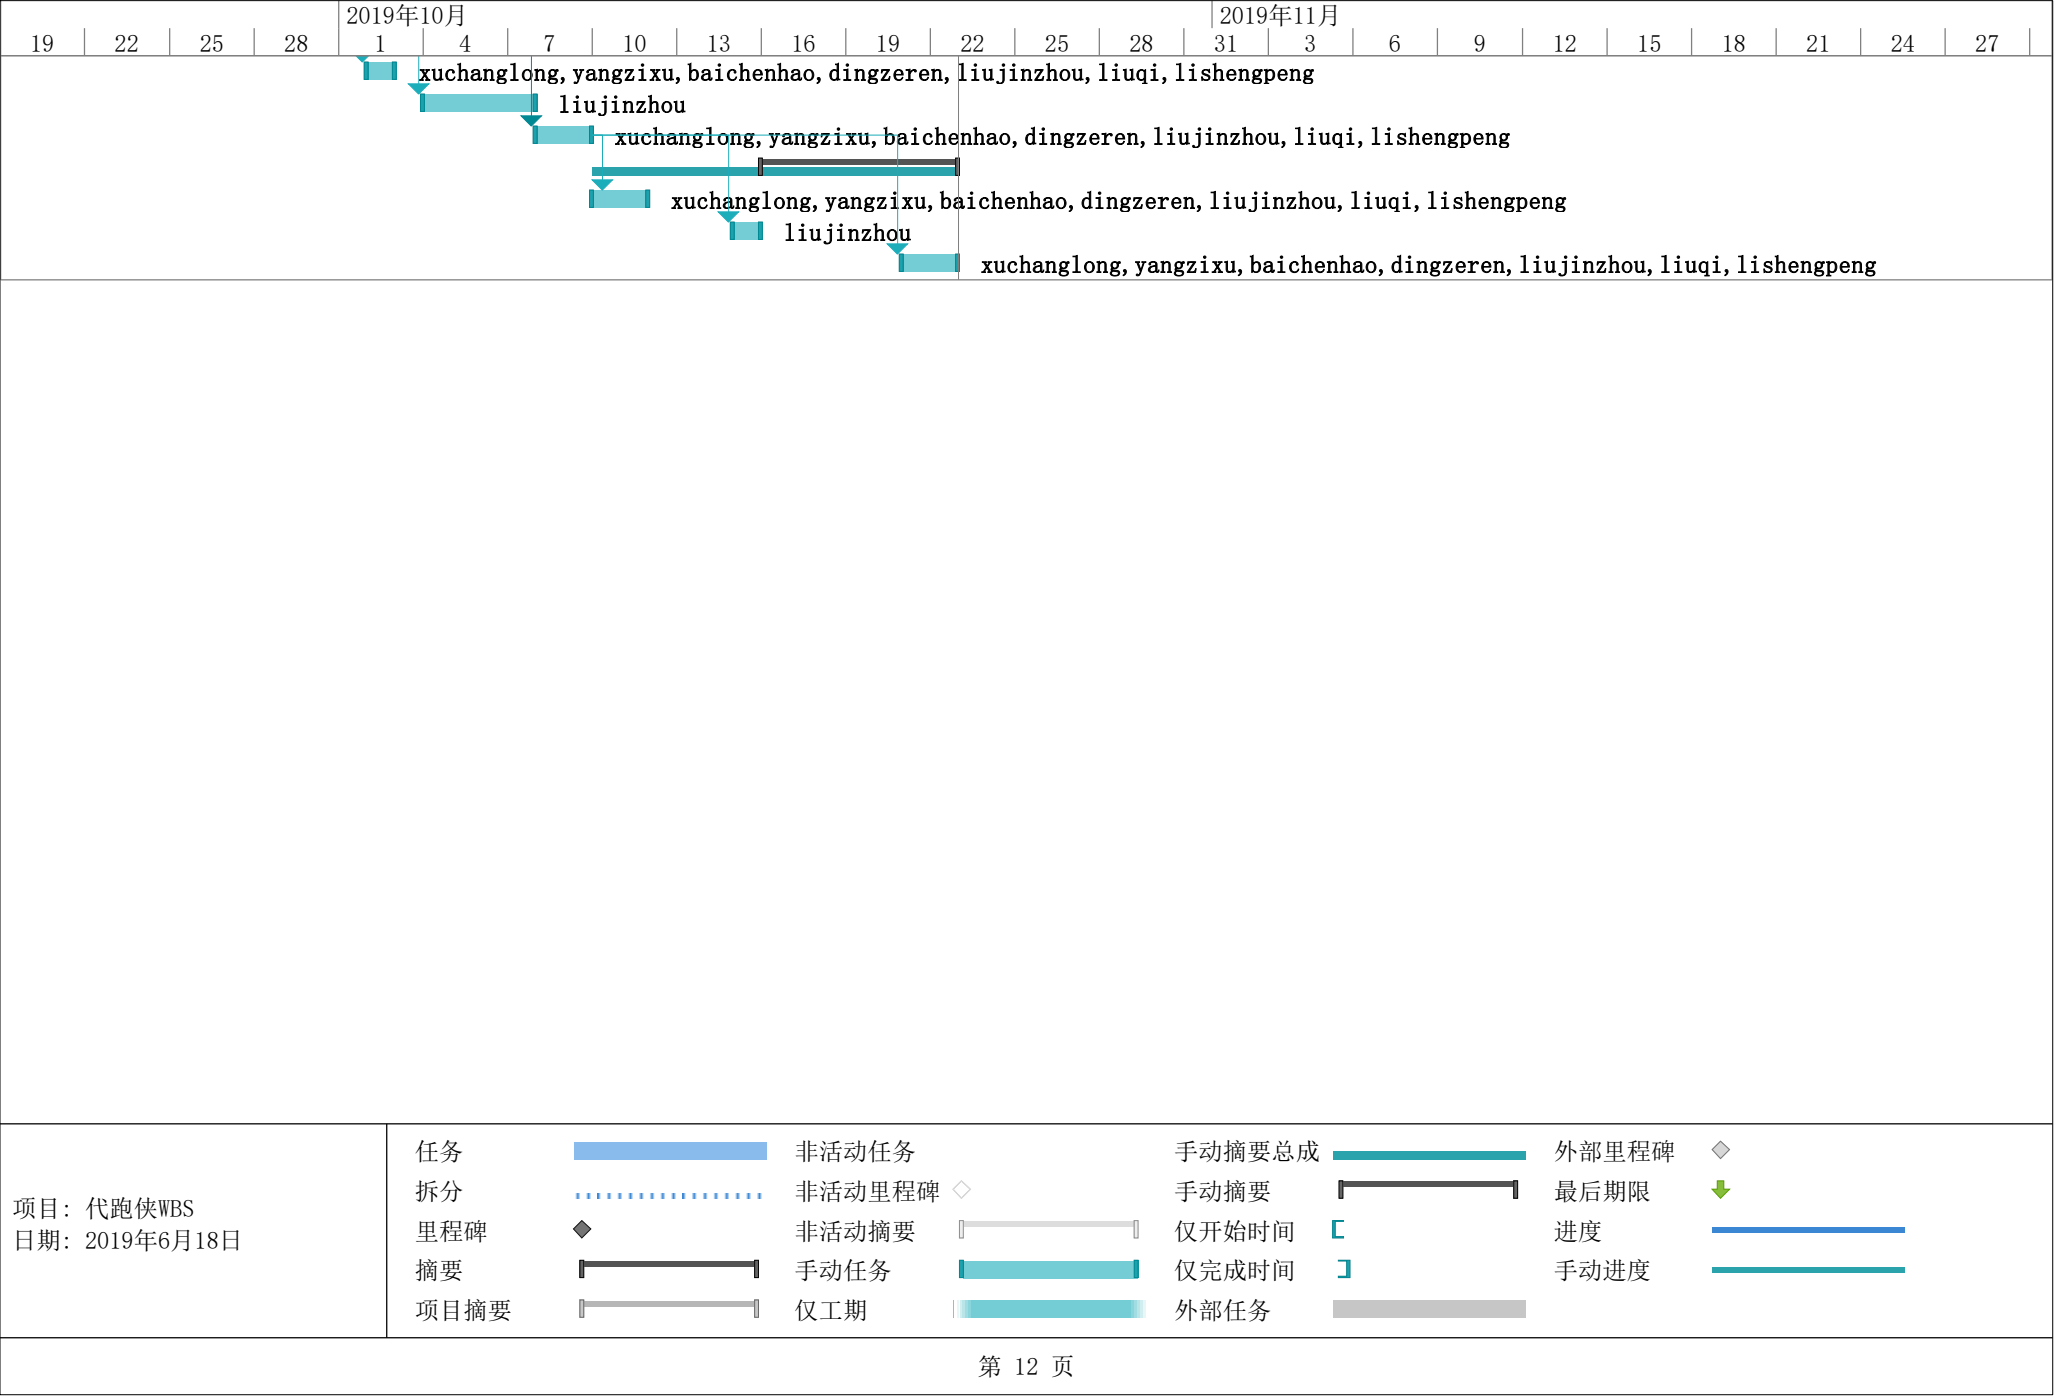 2019年10月 2019年11月
19 22 25 28 1 4 7 10 13 16 19 22 25 28 31 3 6 9 12 15 18 21 24 27
xuchanglong,yangzixu,baichenhao,dingzeren,liujinzhou,liuqi,lishengpeng
liujinzhou
xuchanglong,yangzixu,baichenhao,dingzeren,liujinzhou,liuqi,lishengpeng
xuchanglong,yangzixu,baichenhao,dingzeren,liujinzhou,liuqi,lishengpeng
liujinzhou
xuchanglong,yangzixu,baichenhao,dingzeren,liujinzhou,liuqi,lishengpeng
项目: 代跑侠WBS
日期: 2019年6月18日
任务 非活动任务 手动摘要总成 外部里程碑
拆分 非活动里程碑 手动摘要 最后期限
里程碑 非活动摘要 仅开始时间 进度
摘要 手动任务 仅完成时间 手动进度
项目摘要 仅工期 外部任务
第 12 页